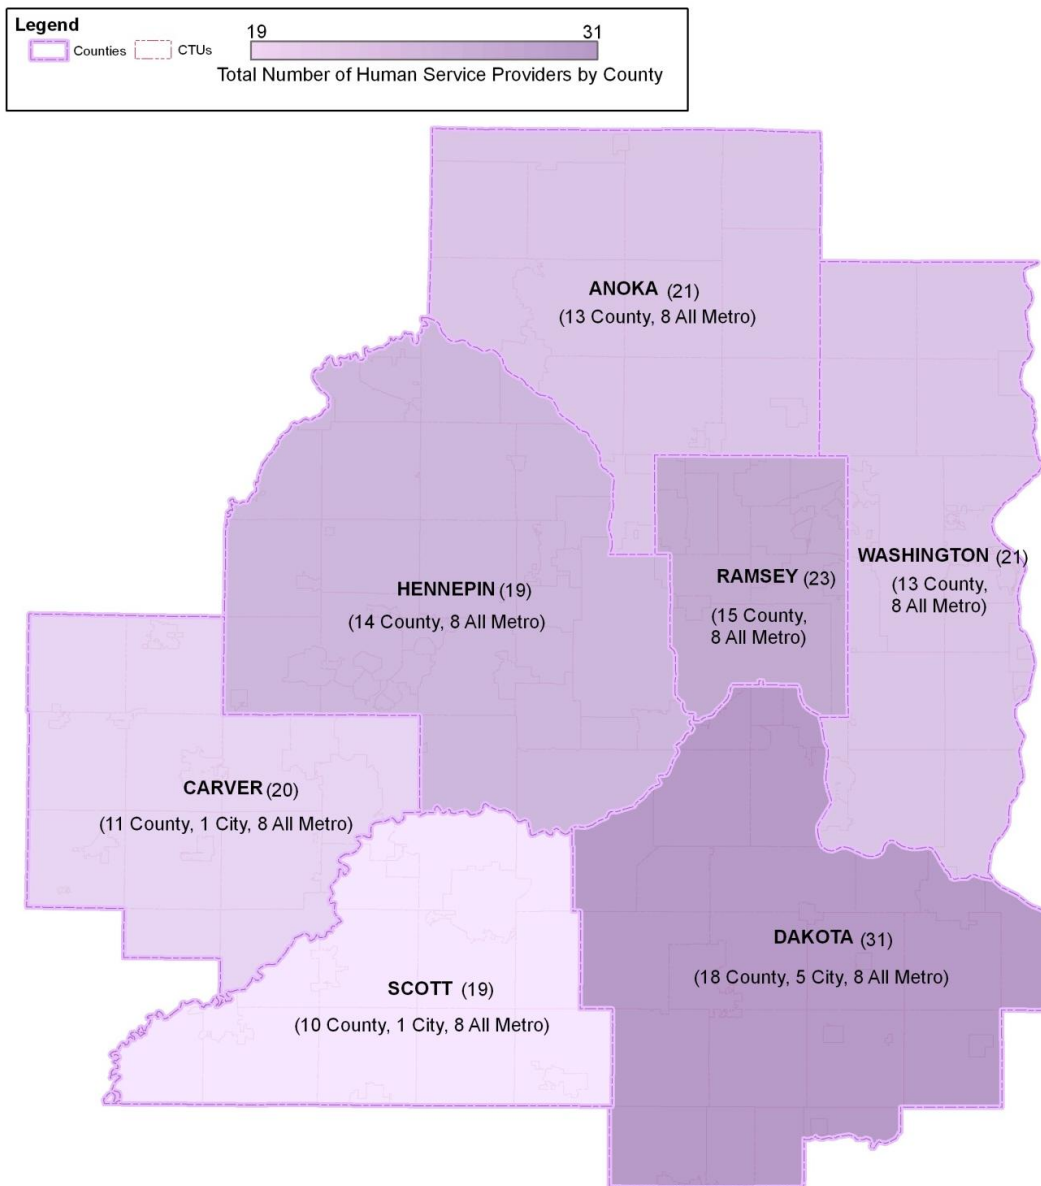 Legend
Counties
CTUs
19
31
Total Number of Human Service Providers by County
ANOKA (21)
(13 County, 8 All Metro)
WASHINGTON (21)
(13 County,
8 All Metro)
RAMSEY (23)
(15 County,
8 All Metro)
HENNEPIN (19)
(14 County, 8 All Metro)
CARVER (20)
(11 County, 1 City, 8 All Metro)
DAKOTA (31)
(18 County, 5 City, 8 All Metro)
SCOTT (19)
(10 County, 1 City, 8 All Metro)